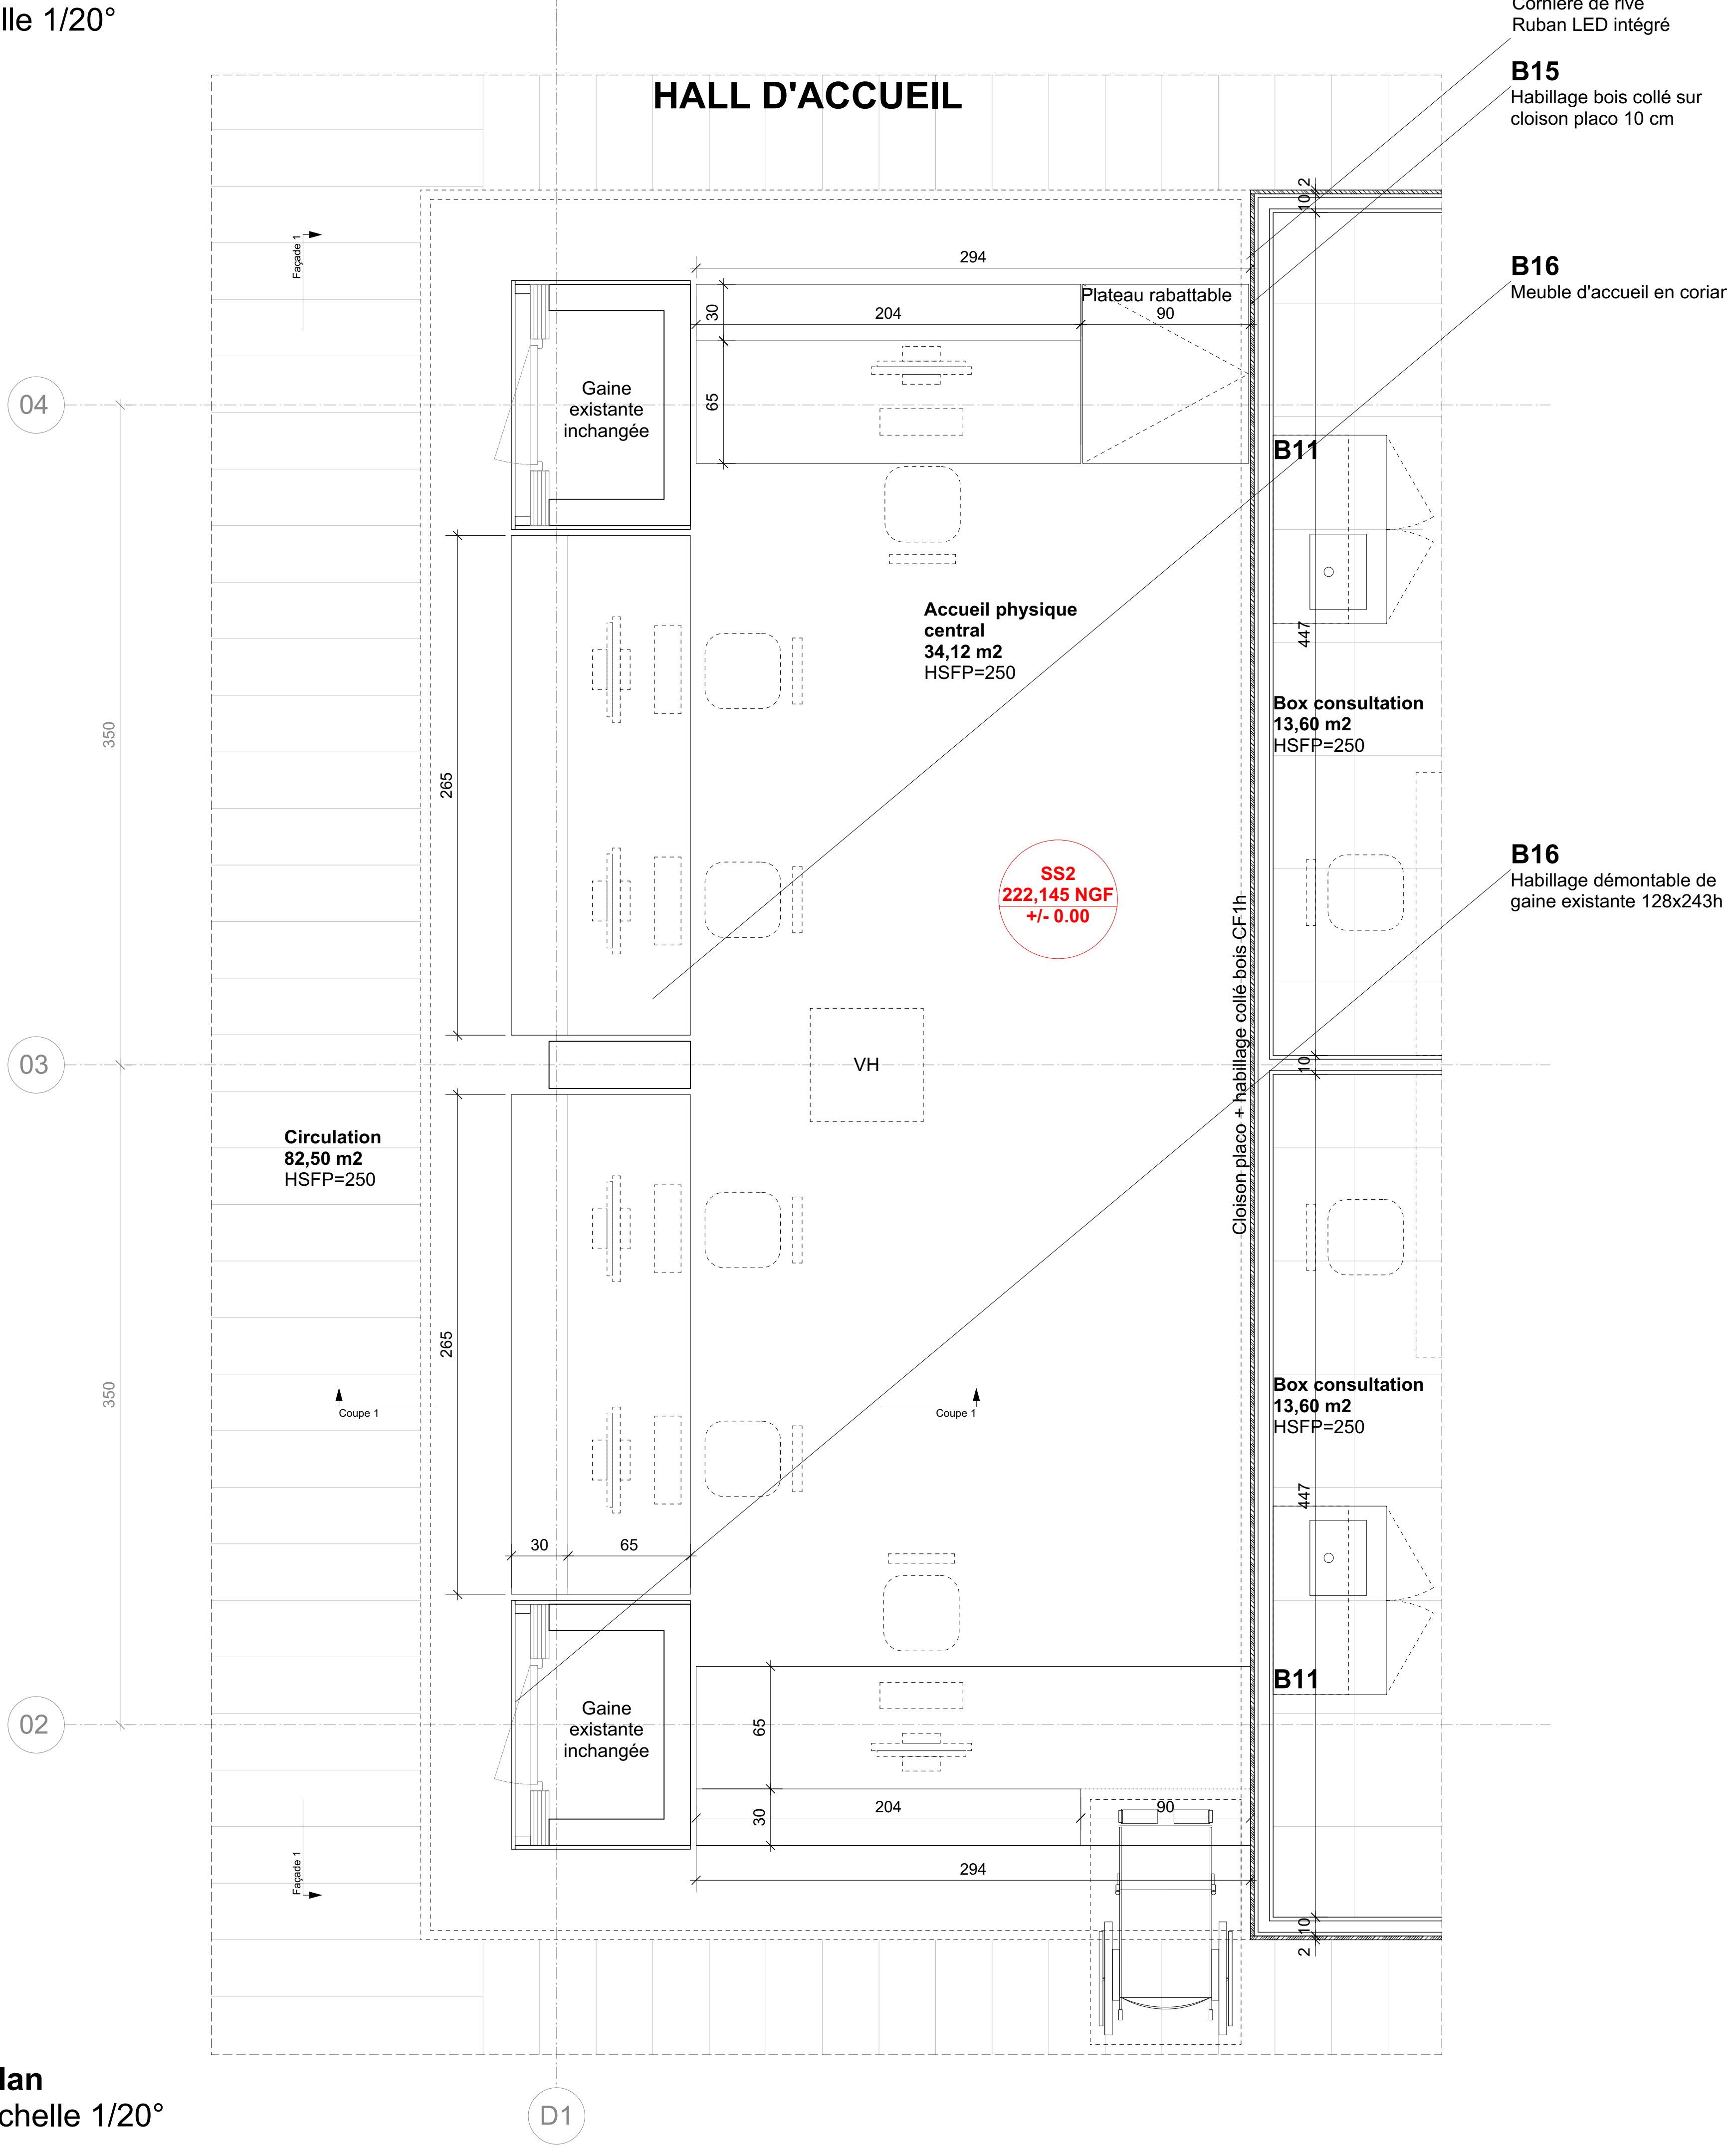 lle 1/20°
Cornière de rive
Ruban LED intégré
HALL D'ACCUEIL
B15
Habillage bois collé sur
cloison placo 10 cm
2
10
Façade 1
294
B16
Meuble d'accueil en corian
Plateau rabattable
30
204
90
Gaine
existante
inchangée
65
04
B11
Accueil physique
central
34,12 m2
HSFP=250
447
Box consultation
13,60 m2
HSFP=250
350
265
SS2
222,145 NGF
+/- 0.00
B16
Habillage démontable de
gaine existante 128x243h
Cloison placo + habillage collé bois CF1h
03
VH
10
Circulation
82,50 m2
HSFP=250
265
350
Coupe 1
Coupe 1
Box consultation
13,60 m2
HSFP=250
447
30
65
B11
02
Gaine
existante
inchangée
65
30
204
90
294
Façade 1
10
2
lan
chelle 1/20°
D1